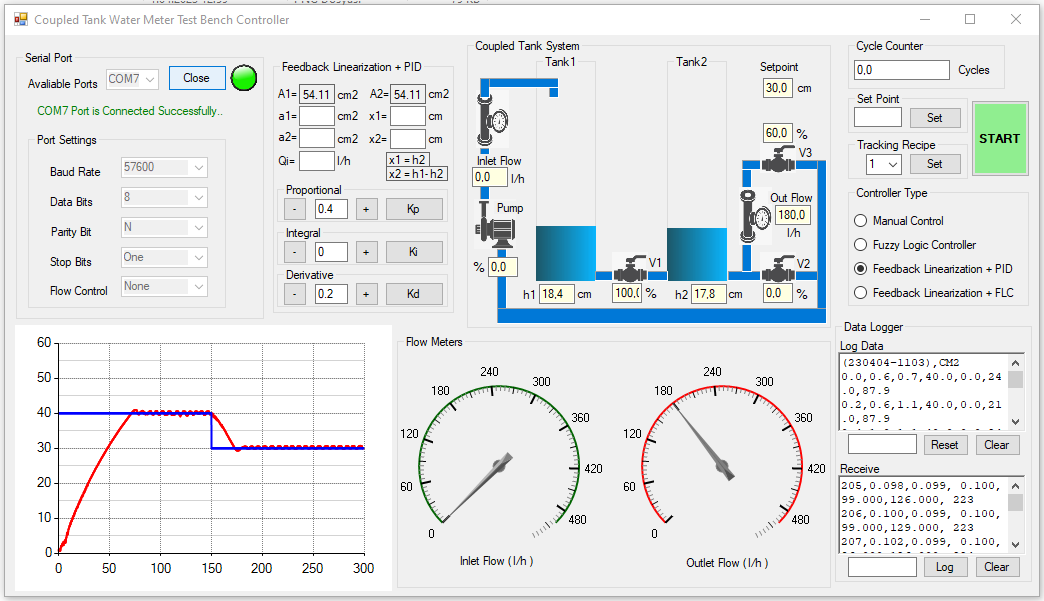 Coupled Tank Water Meter Test Bench Controller
Serial Port
Avaliable Ports COM7 Close
COM7 Port is Connected Successfully..
Port Settings
Baud Rate 57600
Data Bits 8
Parity Bit N
Stop Bits One
Flow Control None
Feedback Linearization + PID
A1= 54.11 cm2 A2= 54.11 cm2
a1= cm2 x1= cm
a2= cm2 x2= cm
Qi= l/h x1 = h2
x2 = h1-h2
Proportional
- 0.4 + Kp
Integral
- 0 + Ki
Derivative
- 0.2 + Kd
Coupled Tank System
Tank1
Tank2
Setpoint
30,0 cm
60,0 %
V3
Inlet Flow
0,0 l/h
Pump
% 0,0
Out Flow
180,0
l/h
V1
V2
h1 18,4 cm
100,( %
h2 17,8 cm
0,0 %
Cycle Counter
0,0 Cycles
Set Point
Set
Tracking Recipe
1 Set
START
Controller Type
Manual Control
Fuzzy Logic Controller
Feedback Linearization + PID
Feedback Linearization + FLC
60
50
40
30
20
10
0
0 50 100 150 200 250 300
Flow Meters
0 60 120 180 240 300 360 420 480
Inlet Flow ( l/h )
0 60 120 180 240 300 360 420 480
Outlet Flow ( l/h )
Data Logger
Log Data
(230404-1103),CM2
0.0,0.6,0.7,40.0,0.0,24
.0,87.9
0.2,0.6,1.1,40.0,0.0,21
.0,87.9
Reset Clear
Receive
205,0.098,0.099, 0.100,
99.000,126.000, 223
206,0.100,0.099, 0.100,
99.000,129.000, 223
207,0.102,0.099, 0.100,
Log Clear